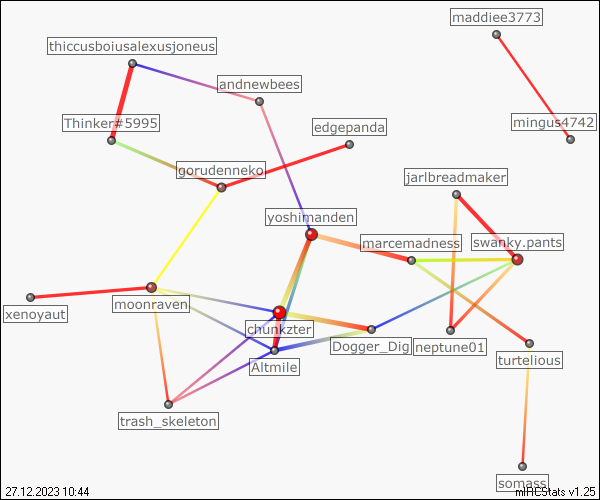 maddiee3773
thiccusboiusalexusjoneus
andnewbees
Thinker#5995
edgepanda
mingus4742
gorudenneko
jarlbreadmaker
yoshimanden
marcemadness
swanky.pants
moonraven
xenoyaut
chunkzter
Dogger_Dig
neptune01
turtelious
Altmile
trash_skeleton
somass
27.12.2023 10:44
mIRCStats v1.25